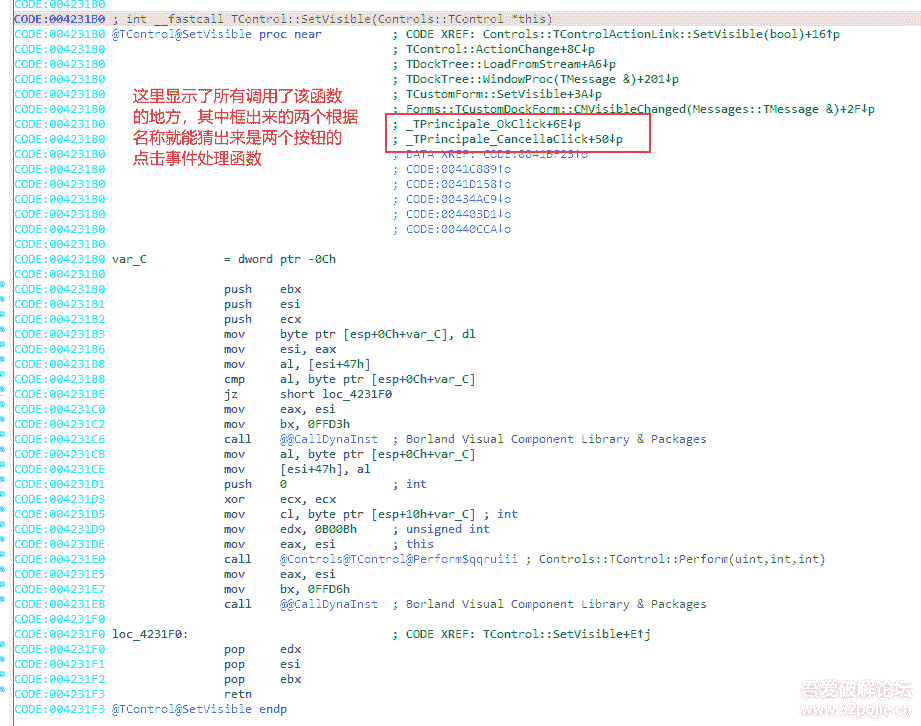 CODE:004231B0
CODE:004231B0 ; int __fastcall TControl::SetVisible(Controls::TControl *this)
CODE:004231B0 @TControl@SetVisible proc near ; CODE XREF: Controls::TControlActionLink::SetVisible(bool)+16↑p
CODE:004231B0 ; TControl::ActionChange+8C↓p
CODE:004231B0 ; TDockTree::LoadFromStream+A6↓p
CODE:004231B0 ; TDockTree::WindowProc(TMessage &)+201↓p
CODE:004231B0 ; TCustomForm::SetVisible+3A↓p
CODE:004231B0 ; Forms::TCustomDockForm::CMVisibleChanged(Messages::TMessage &)+2F↓p
CODE:004231B0 ; _TPrincipale_OkClick+6E↓p
CODE:004231B0 ; _TPrincipale_CancellaClick+50↓p
CODE:004231B0 ; DATA XREF: CODE:0041BF25↑o
CODE:004231B0 ; CODE:0041C889↑o
CODE:004231B0 ; CODE:0041D158↑o
CODE:004231B0 ; CODE:00434AC9↓o
CODE:004231B0 ; CODE:004403D1↓o
CODE:004231B0 ; CODE:00440CCA↓o
CODE:004231B0
这里显示了所有调用了该函数
的地方，其中框出来的两个根据
名称就能猜出来是两个按钮的
点击事件处理函数
CODE:004231B0 var_C = dword ptr -0Ch
CODE:004231B0
CODE:004231B0 push ebx
CODE:004231B1 push esi
CODE:004231B2 push ecx
CODE:004231B3 mov byte ptr [esp+0Ch+var_C], dl
CODE:004231B6 mov esi, eax
CODE:004231B8 mov al, [esi+47h]
CODE:004231BB cmp al, byte ptr [esp+0Ch+var_C]
CODE:004231BE jz short loc_4231F0
CODE:004231C0 mov eax, esi
CODE:004231C2 mov bx, 0FFD3h
CODE:004231C6 call @@CallDynaInst ; Borland Visual Component Library & Packages
CODE:004231CB mov al, byte ptr [esp+0Ch+var_C]
CODE:004231CE mov [esi+47h], al
CODE:004231D1 push 0 ; int
CODE:004231D3 xor ecx, ecx
CODE:004231D5 mov cl, byte ptr [esp+10h+var_C] ; int
CODE:004231D9 mov edx, 0B00Bh ; unsigned int
CODE:004231DE mov eax, esi ; this
CODE:004231E0 call @Controls@TControl@Perform$qqruiii ; Controls::TControl::Perform(uint,int,int)
CODE:004231E5 mov eax, esi
CODE:004231E7 mov bx, 0FFD6h
CODE:004231EB call @@CallDynaInst ; Borland Visual Component Library & Packages
CODE:004231F0
CODE:004231F0 loc_4231F0: ; CODE XREF: TControl::SetVisible+E↑j
CODE:004231F0 pop edx
CODE:004231F1 pop esi
CODE:004231F2 pop ebx
CODE:004231F3 retn
CODE:004231F3 @TControl@SetVisible endp
吾爱破解论坛
www.52pojie.cn